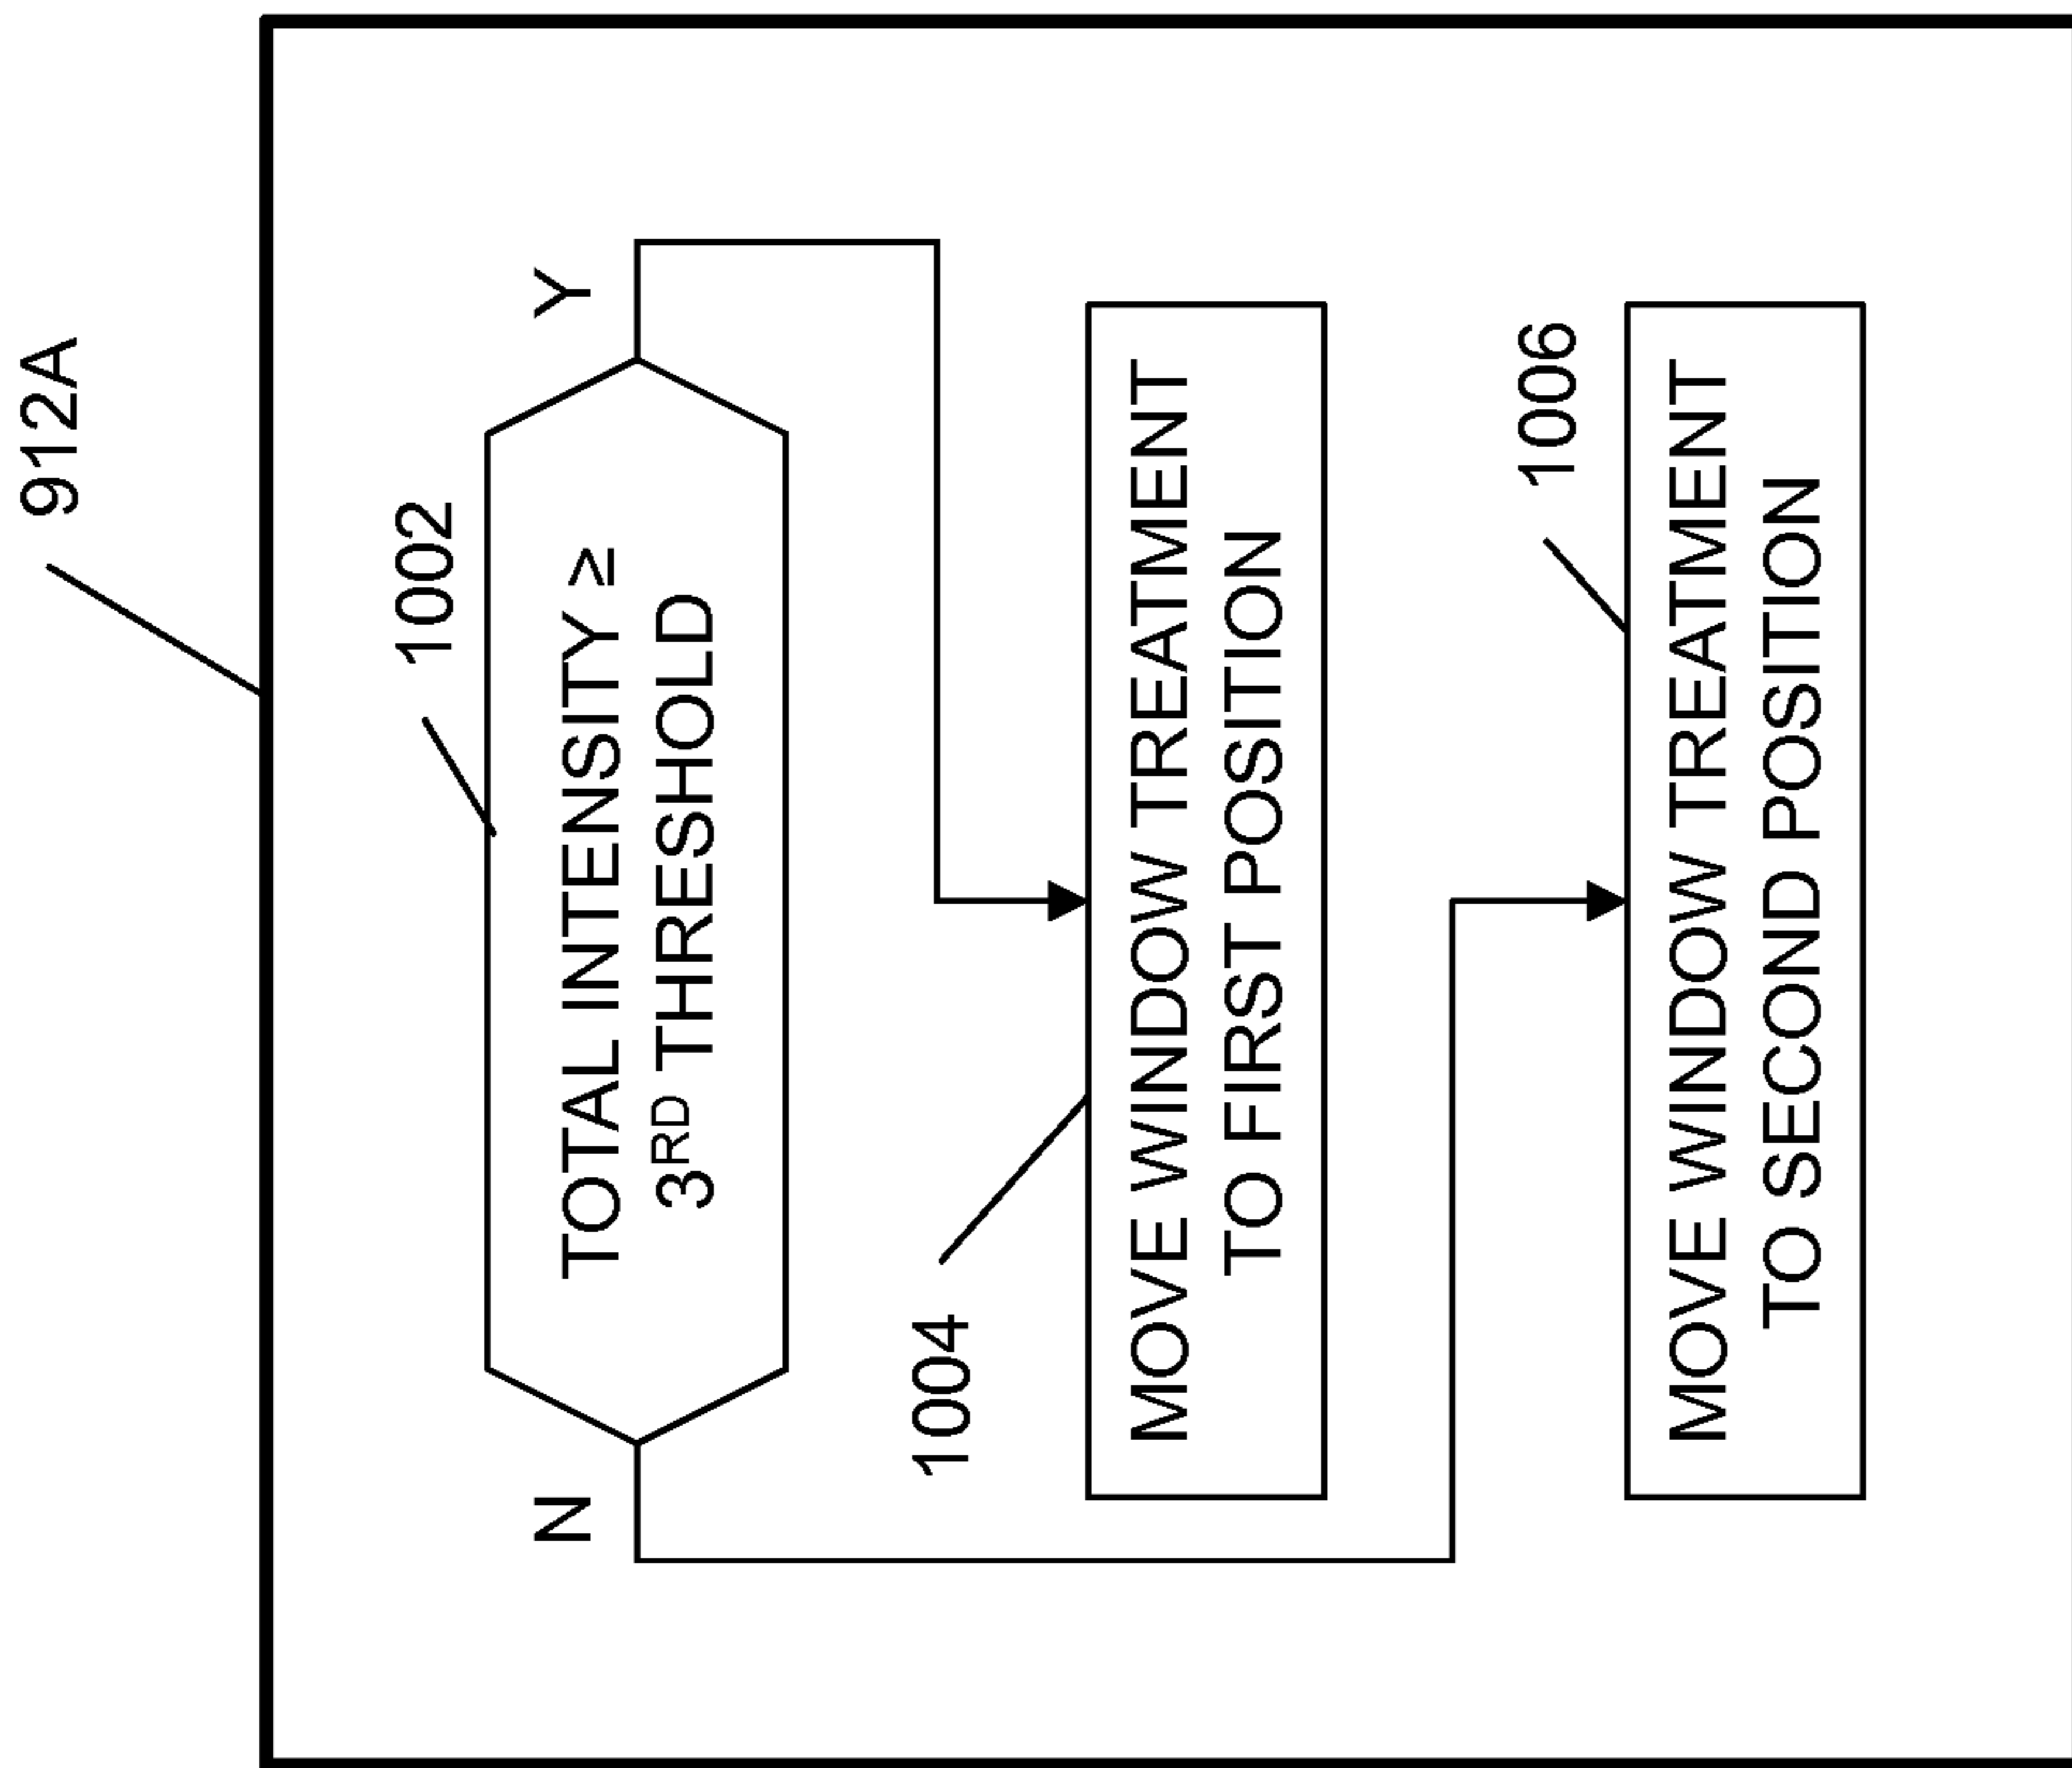 912A
1002
TOTAL INTENSITY ≥
3RD THRESHOLD
N
Y
1004
MOVE WINDOW TREATMENT
TO FIRST POSITION
1006
MOVE WINDOW TREATMENT
TO SECOND POSITION